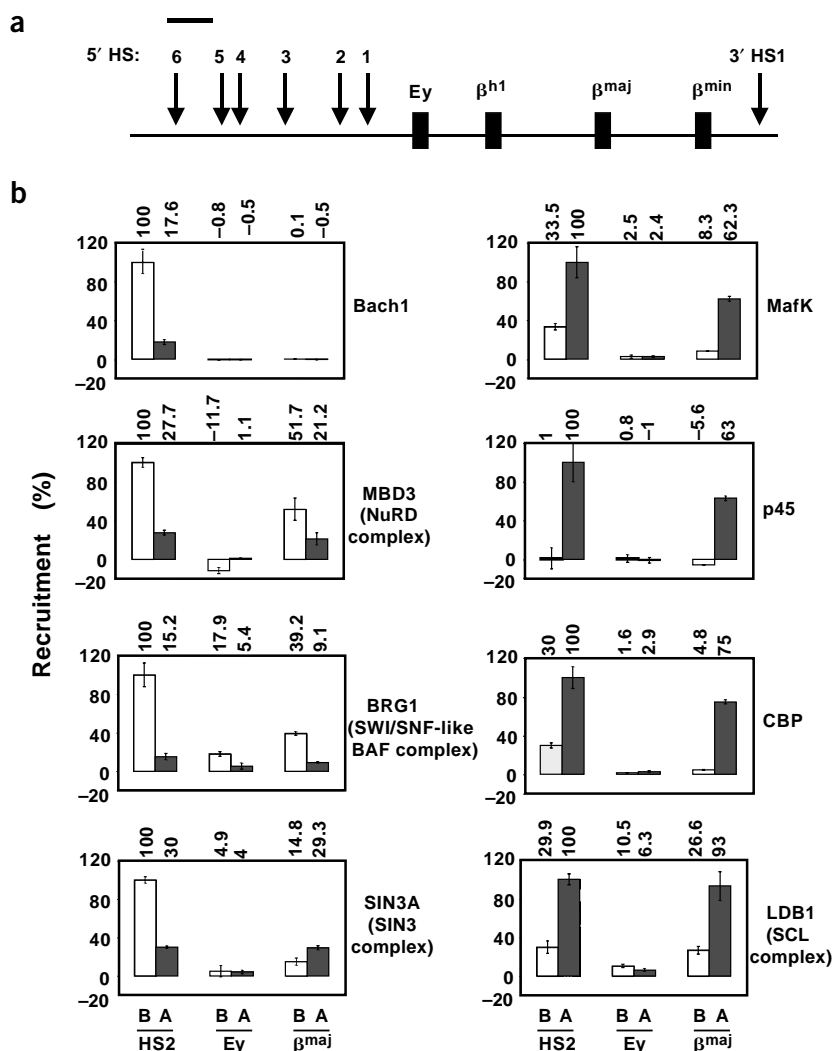 a
5′ HS: 6 5 4 3 2 1 3′ HS1
Ey βh1 βmaj βmin
b
Recruitment (%)
100 17.6 –0.8 –0.5 0.1 –0.5
120
80
40
0
–20
Bach1
33.5 100 2.5 2.4 8.3 62.3
120
80
40
0
–20
MafK
100 27.7 –11.7 1.1 51.7 21.2
120
80
40
0
–20
MBD3
(NuRD
complex)
1 100 0.8 –1 –5.6 63
120
80
40
0
–20
p45
100 15.2 17.9 5.4 39.2 9.1
120
80
40
0
–20
BRG1
(SWI/SNF-like
BAF complex)
30 100 1.6 2.9 4.8 75
120
80
40
0
–20
CBP
100 30 4.9 4 14.8 29.3
120
80
40
0
–20
SIN3A
(SIN3
complex)
29.9 100 10.5 6.3 26.6 93
120
80
40
0
–20
LDB1
(SCL
complex)
B A B A B A
HS2 Ey βmaj
B A B A B A
HS2 Ey βmaj